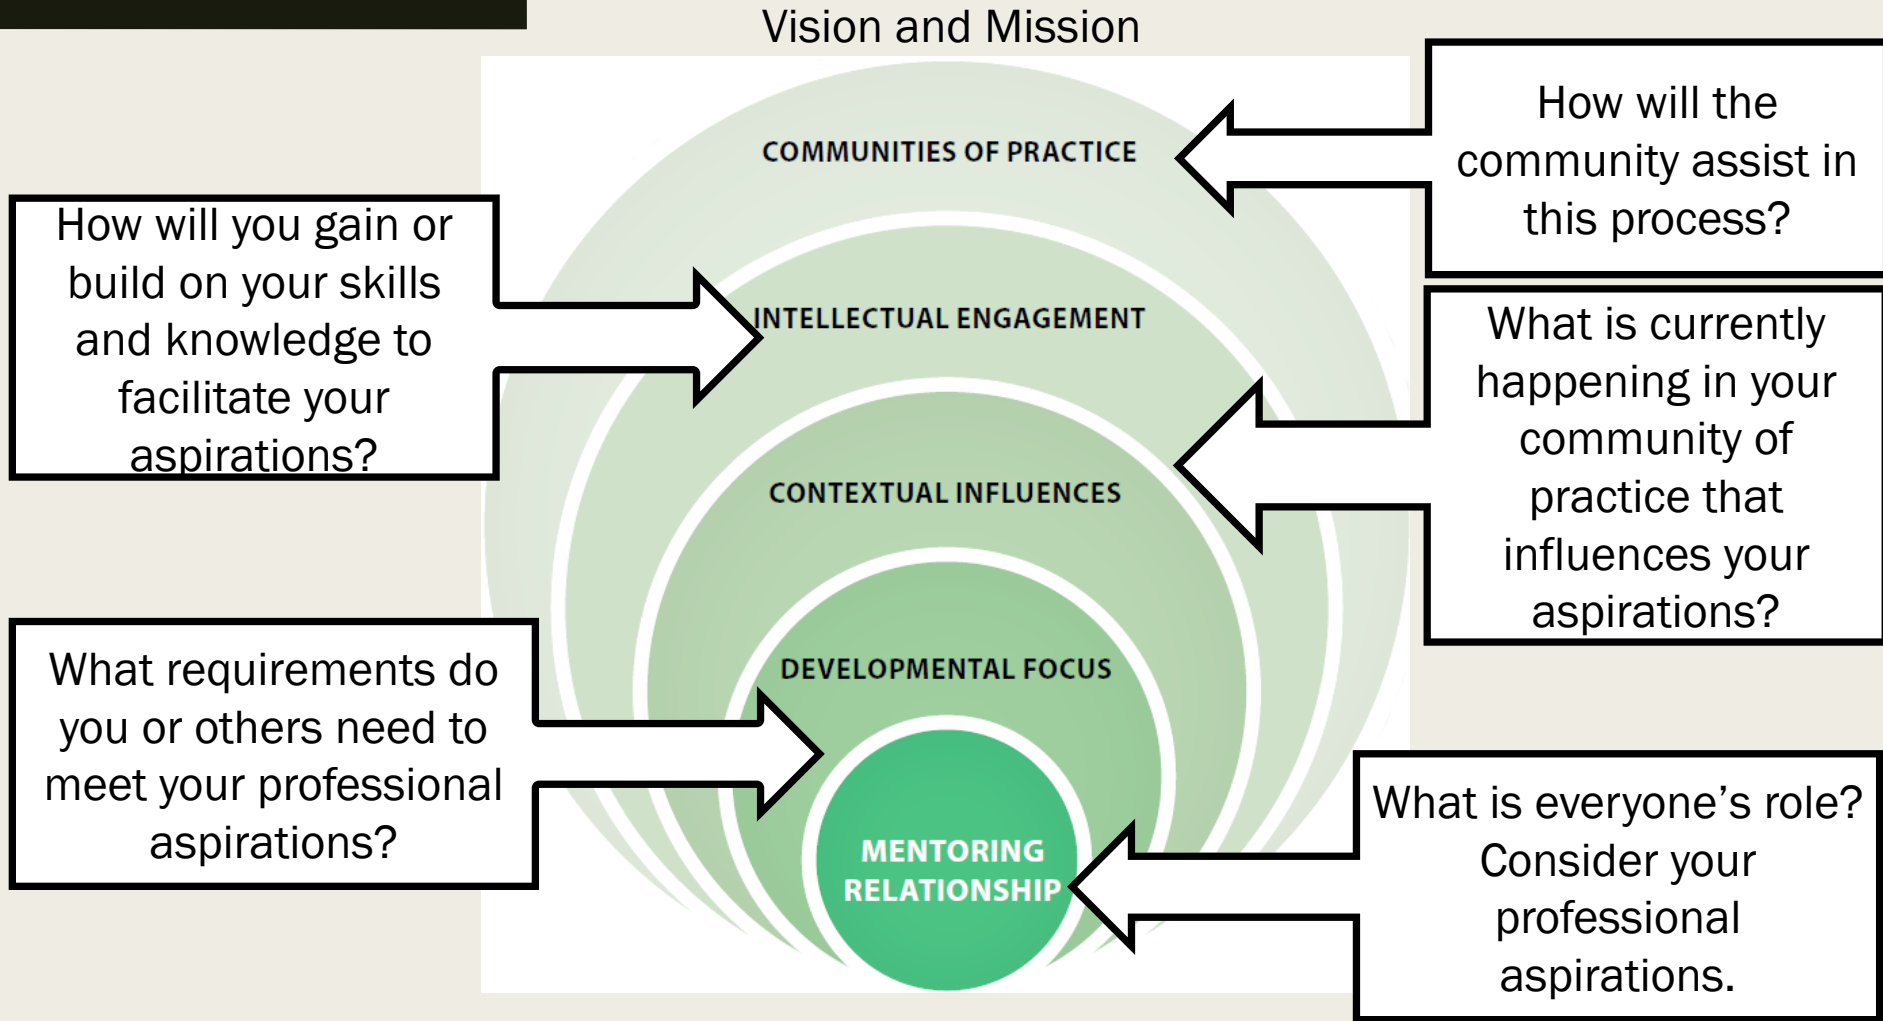 Vision and Mission
COMMUNITIES OF PRACTICE
How will the
community assist in
this process?
How will you gain or
build on your skills
and knowledge to
facilitate your
aspirations?
INTELLECTUAL ENGAGEMENT
What is currently
happening in your
community of
practice that
influences your
aspirations?
CONTEXTUAL INFLUENCES
What requirements do
you or others need to
meet your professional
aspirations?
DEVELOPMENTAL FOCUS
MENTORING
RELATIONSHIP
What is everyone’s role?
Consider your
professional
aspirations.